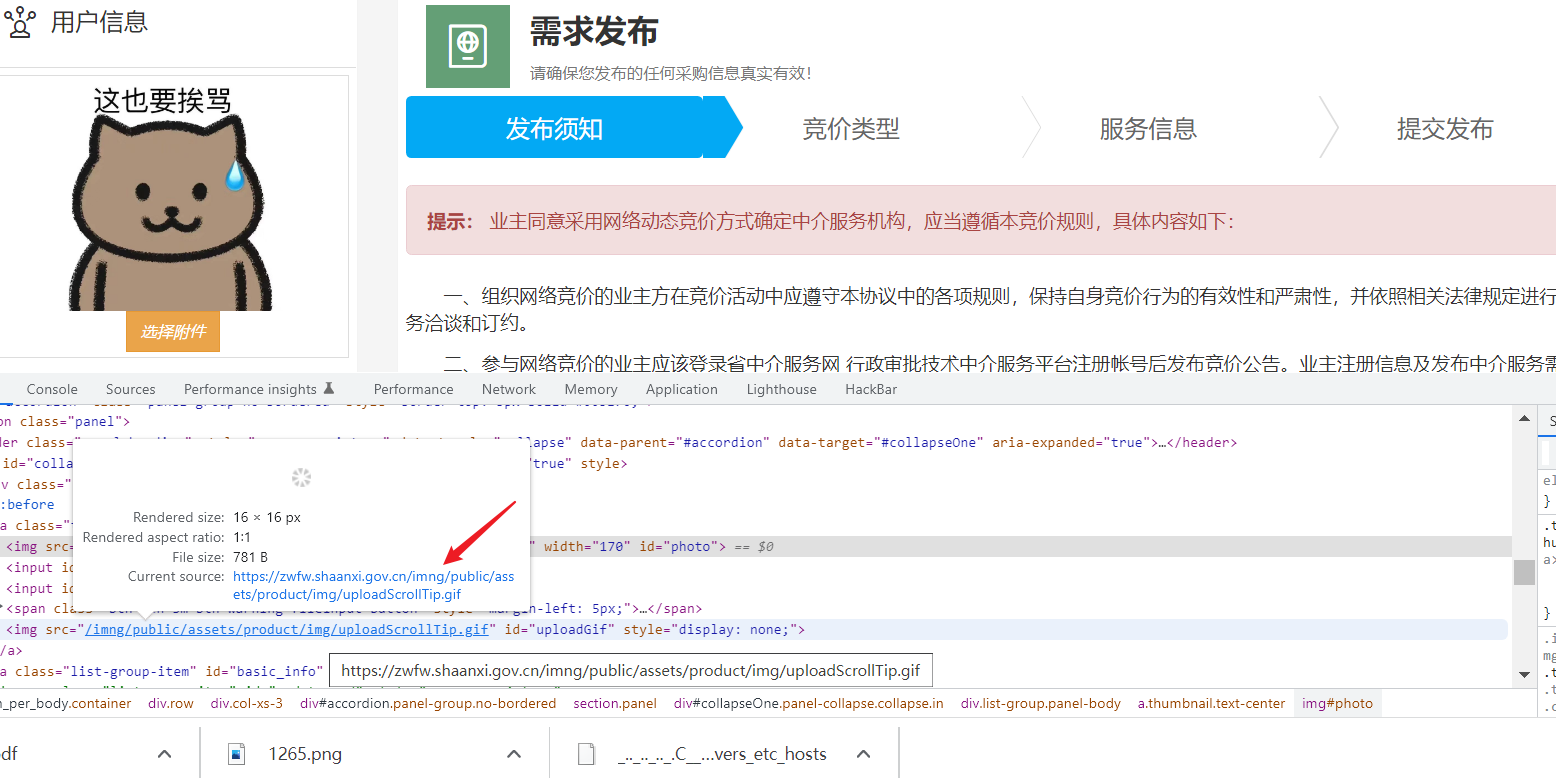 用户信息
这也要挨骂
选择附件
需求发布
请确保您发布的任何采购信息真实有效!
发布须知
竞价类型
服务信息
提交发布
提示： 业主同意采用网络动态竞价方式确定中介服务机构，应当遵循本竞价规则，具体内容如下：
一、组织网络竞价的业主方在竞价活动中应遵守本协议中的各项规则，保持自身竞价行为的有效性和严肃性，并依照相关法律规定进行
务洽谈和订约。
二、参与网络竞价的业主应该登录省中介服务网 行政审批技术中介服务平台注册帐号后发布竞价公告。业主注册信息及发布中介服务需
Console Sources Performance insights Performance Network Memory Application Lighthouse HackBar
on class="panel">
der class= collapse" data-parent="#accordion" data-target="#collapseOne" aria-expanded="true">…</header>
id="colla "true" style>
v class="
:before
a class="
<img src= " width="170" id="photo"> == $0
<input id
<input id
Rendered size: 16 × 16 px
Rendered aspect ratio: 1:1
File size: 781 B
Current source: https://zwfw.shaanxi.gov.cn/imng/public/ass
ets/product/img/uploadScrollTip.gif
<span class margin-left: 5px;">…</span>
<img src="/imng/public/assets/product/img/uploadScrollTip.gif" id="uploadGif" style="display: none;">
/a>
a class="list-group-item" id="basic_info"
https://zwfw.shaanxi.gov.cn/imng/public/assets/product/img/uploadScrollTip.gif
n_per_body.container div.row div.col-xs-3 div#accordion.panel-group.no-bordered section.panel div#collapseOne.panel-collapse.collapse.in div.list-group.panel-body a.thumbnail.text-center img#photo
df
1265.png
_.._.._.._.C__...vers_etc_hosts